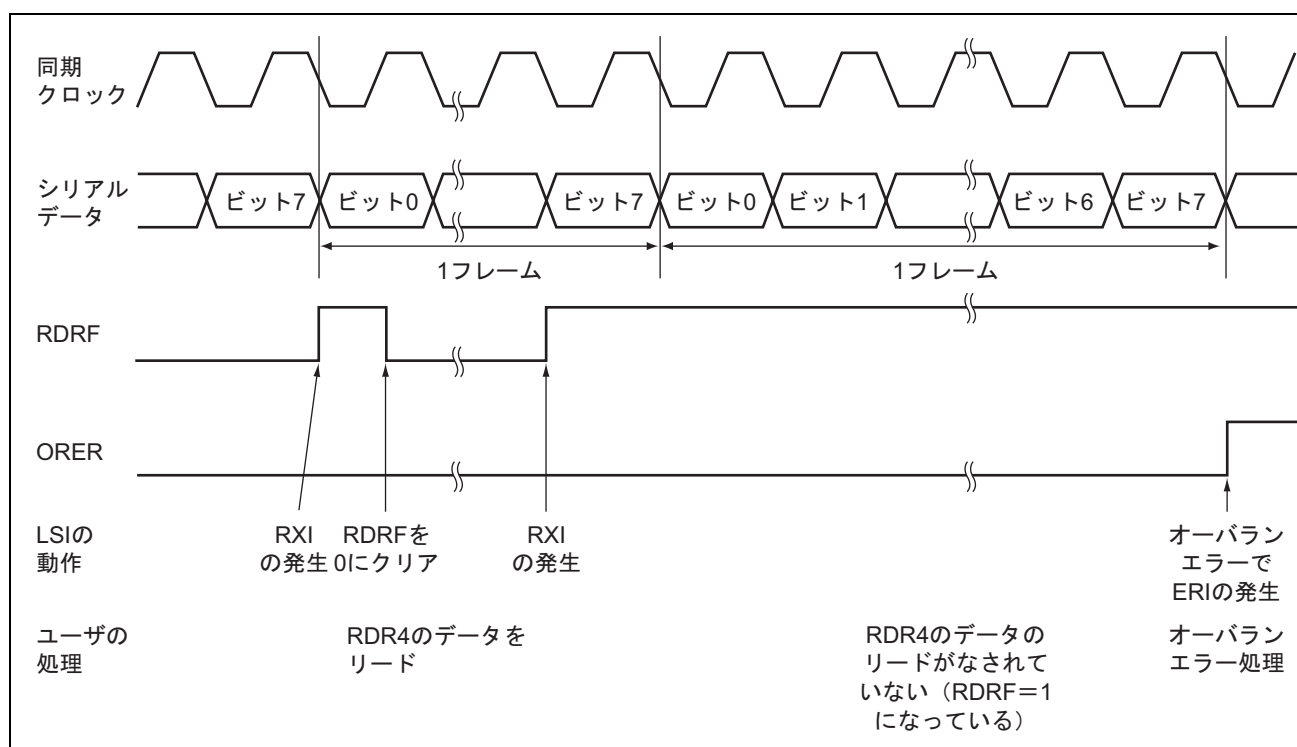 同期
クロック
シリアル
データ
ビット7 ビット0 ビット7 ビット0 ビット1 ビット6 ビット7
1フレーム 1フレーム
RDRF
ORER
LSIの
動作
RXI
の発生
RDRFを
0にクリア
RXI
の発生
オーバラン
エラーで
ERIの発生
ユーザの
処理
RDR4のデータを
リード
RDR4のデータの
リードがなされて
いない（RDRF＝1
になっている）
オーバラン
エラー処理